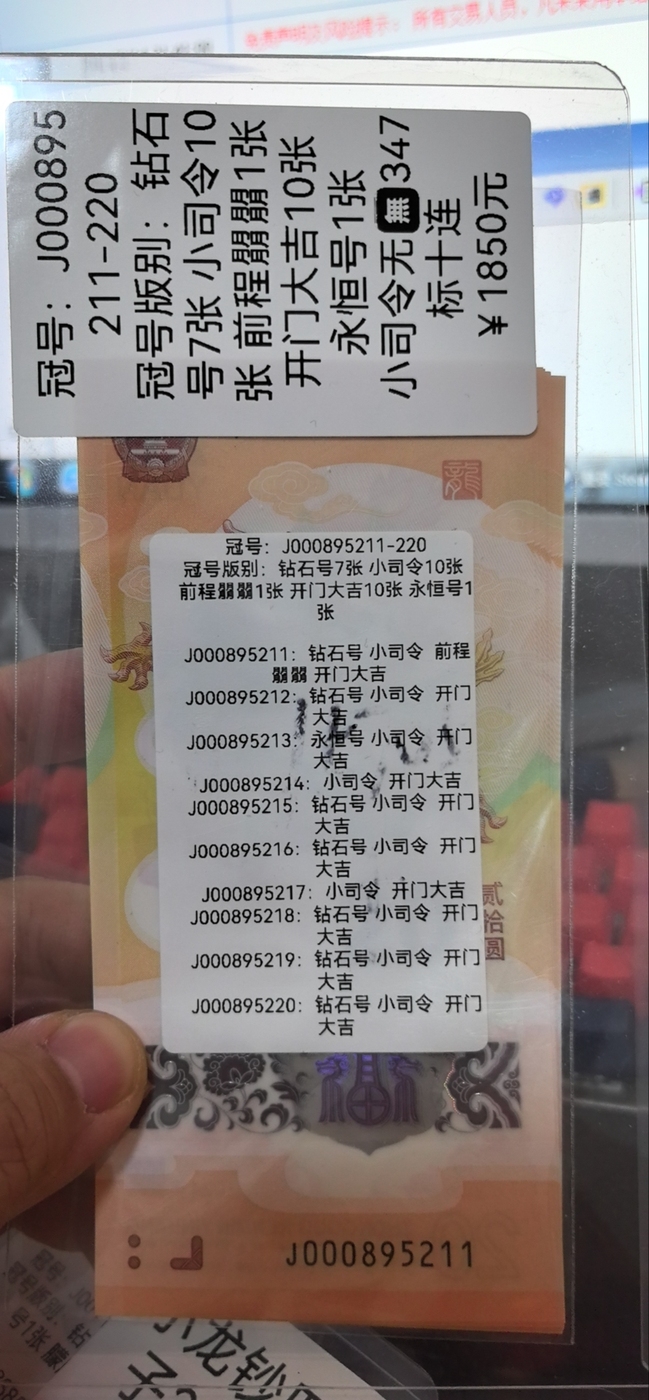 冠号：J000895
211-220
冠号版别：钻石
号7张 小司令10
张 前程朤朤1张
开门大吉10张
永恒号1张
小司令无無347
标十连
￥1850元
龍
冠号：J000895211-220
冠号版别：钻石号7张 小司令10张
前程朤朤1张 开门大吉10张 永恒号1
张
J000895211：钻石号 小司令 前程
朤朤 开门大吉
J000895212：钻石号 小司令 开门
大吉
J000895213：永恒号 小司令 开门
大吉
J000895214：小司令 开门大吉
J000895215：钻石号 小司令 开门
大吉
J000895216：钻石号 小司令 开门
大吉
J000895217：小司令 开门大吉
J000895218：钻石号 小司令 开门
大吉
J000895219：钻石号 小司令 开门
大吉
J000895220：钻石号 小司令 开门
大吉
贰拾圆
J000895211
小龙钞